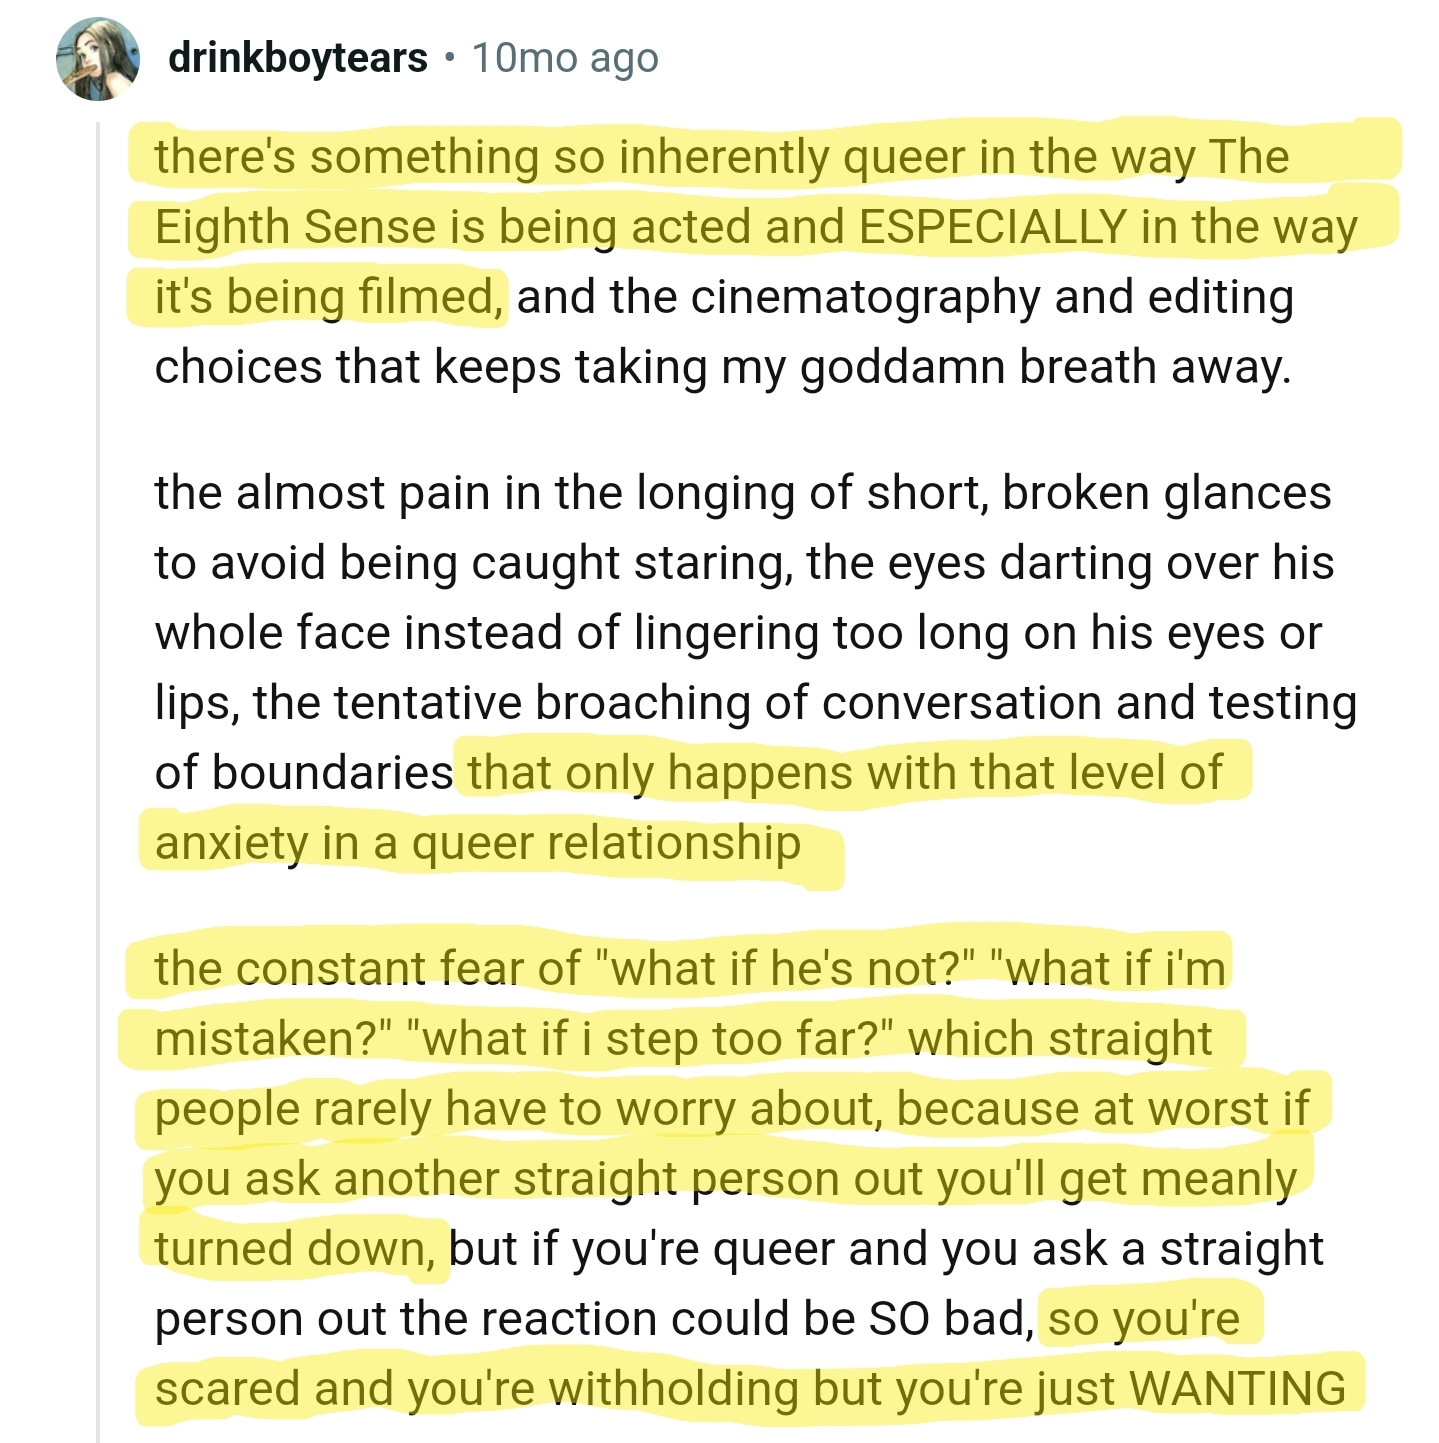 drinkboytears • 10mo ago
there's something so inherently queer in the way The
Eighth Sense is being acted and ESPECIALLY in the way
it's being filmed, and the cinematography and editing
choices that keeps taking my goddamn breath away.
the almost pain in the longing of short, broken glances
to avoid being caught staring, the eyes darting over his
whole face instead of lingering too long on his eyes or
lips, the tentative broaching of conversation and testing
of boundaries that only happens with that level of
anxiety in a queer relationship
the constant fear of "what if he's not?" "what if i'm
mistaken?" "what if i step too far?" which straight
people rarely have to worry about, because at worst if
you ask another straight person out you'll get meanly
turned down, but if you're queer and you ask a straight
person out the reaction could be SO bad, so you're
scared and you're withholding but you're just WANTING